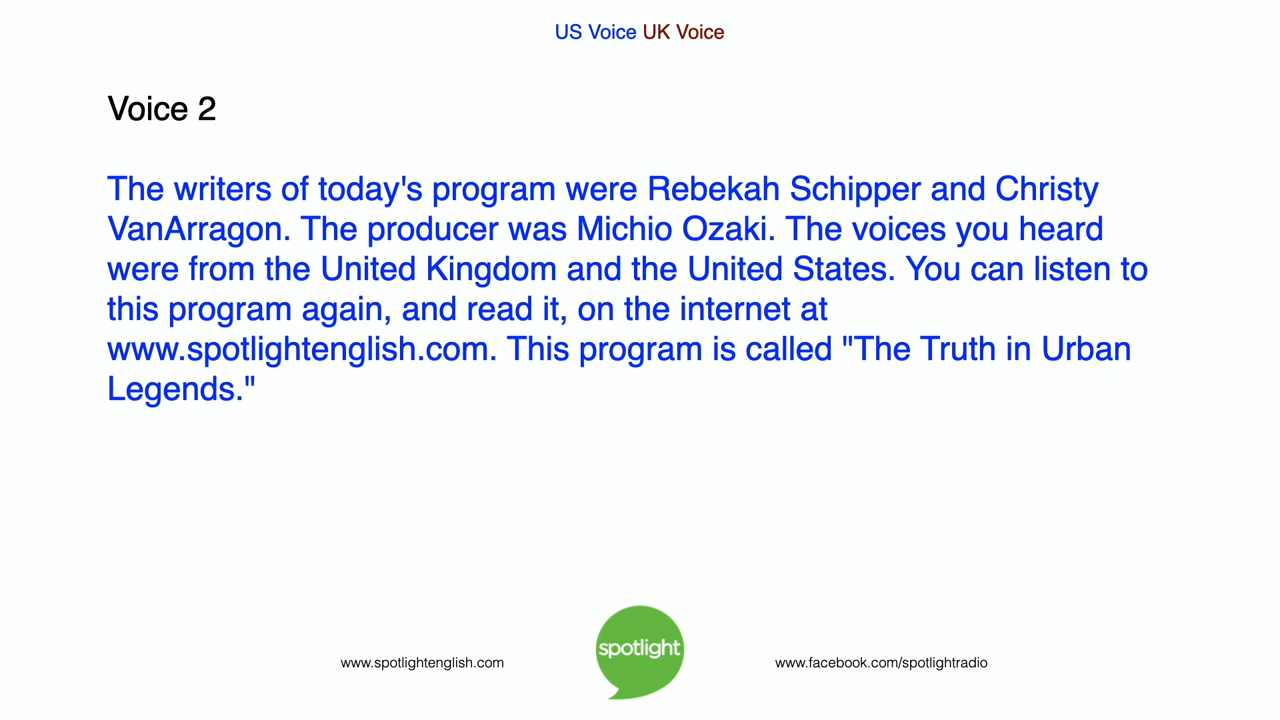 US Voice UK Voice
Voice 2
The writers of today's program were Rebekah Schipper and Christy
VanArragon. The producer was Michio Ozaki. The voices you heard
were from the United Kingdom and the United States. You can listen to
this program again, and read it, on the internet at
www.spotlightenglish.com. This program is called "The Truth in Urban
Legends."
spotlight
www.spotlightenglish.com
www.facebook.com/spotlightradio